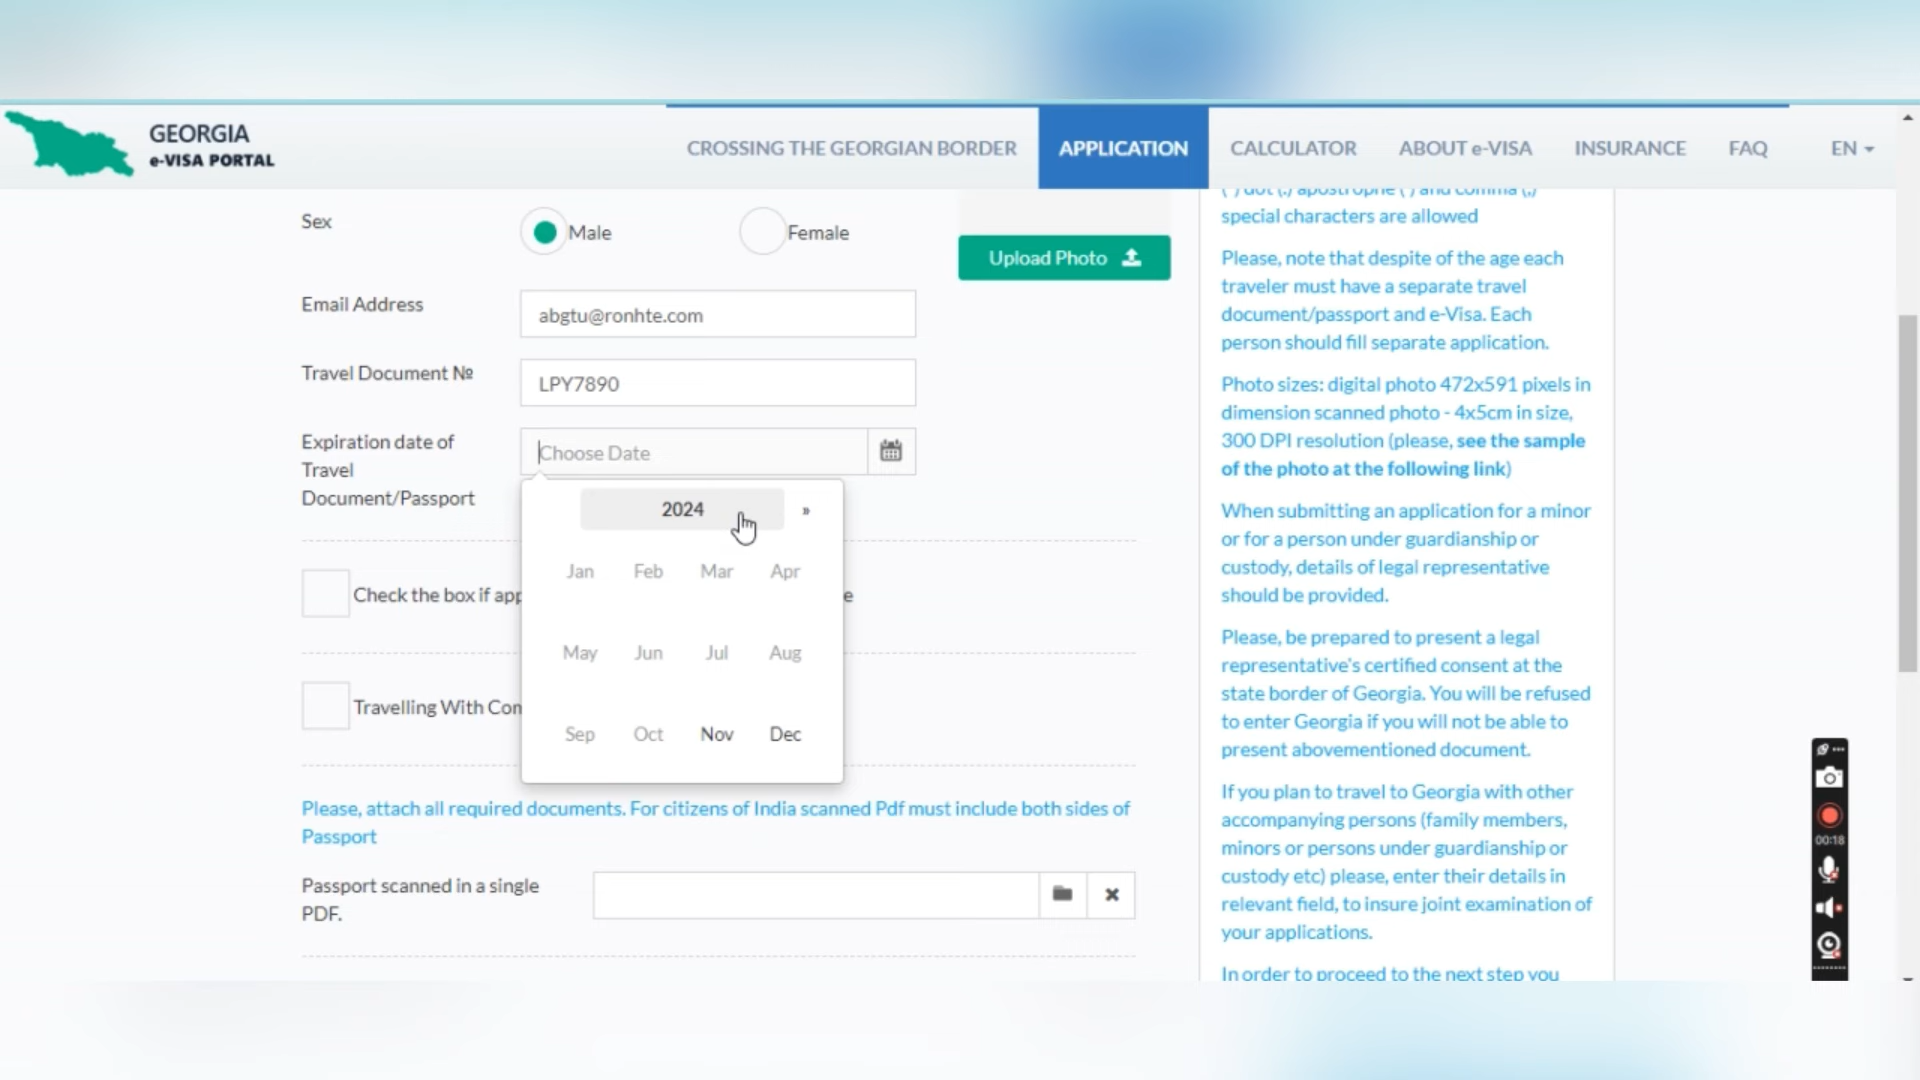 GEORGIA
e-VISA PORTAL
CROSSING THE GEORGIAN BORDER
APPLICATION
CALCULATOR
ABOUT e-VISA
INSURANCE
FAQ
EN
Sex
Male
Female
Upload Photo
Email Address
abgtu@ronhte.com
Travel Document №
LPY7890
Expiration date of
Travel
Document/Passport
Choose Date
2024 »
Jan Feb Mar Apr
May Jun Jul Aug
Sep Oct Nov Dec
Check the box if app
e
Travelling With Con
Please, attach all required documents. For citizens of India scanned Pdf must include both sides of
Passport
Passport scanned in a single
PDF.
(') dot (.) apostrophe (') and comma (,)
special characters are allowed
Please, note that despite of the age each
traveler must have a separate travel
document/passport and e-Visa. Each
person should fill separate application.
Photo sizes: digital photo 472x591 pixels in
dimension scanned photo - 4x5cm in size,
300 DPI resolution (please, see the sample
of the photo at the following link)
When submitting an application for a minor
or for a person under guardianship or
custody, details of legal representative
should be provided.
Please, be prepared to present a legal
representative's certified consent at the
state border of Georgia. You will be refused
to enter Georgia if you will not be able to
present abovementioned document.
If you plan to travel to Georgia with other
accompanying persons (family members,
minors or persons under guardianship or
custody etc) please, enter their details in
relevant field, to insure joint examination of
your applications.
In order to proceed to the next step you
00:18